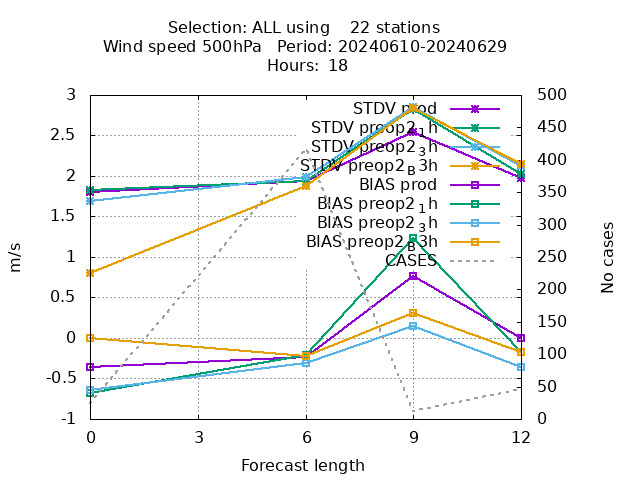 Selection: ALL using    22 stations
Wind speed 500hPa   Period: 20240610-20240629
Hours:  18
STDV prod
STDV preop2_1h
STDV preop2_3h
STDV preop2_B3h
BIAS prod
BIAS preop2_1h
BIAS preop2_3h
BIAS preop2_B3h
CASES
3
2.5
2
1.5
1
0.5
0
-0.5
-1
500
450
400
350
300
250
200
150
100
50
0
m/s
No cases
0 3 6 9 12
Forecast length